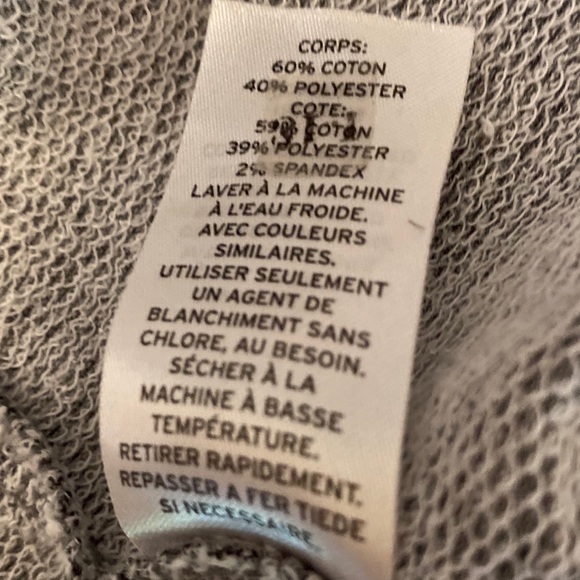 CORPS:
60% COTON
40% POLYESTER
COTE:
59% COTON
39% POLYESTER
2% SPANDEX
LAVER À LA MACHINE
À L'EAU FROIDE.
AVEC COULEURS
SIMILAIRES.
UTILISER SEULEMENT
UN AGENT DE
BLANCHIMENT SANS
CHLORE, AU BESOIN.
SÉCHER À LA
MACHINE À BASSE
TEMPÉRATURE.
RETIRER RAPIDEMENT.
REPASSER A FER TIEDE
SI NECESSAIRE.